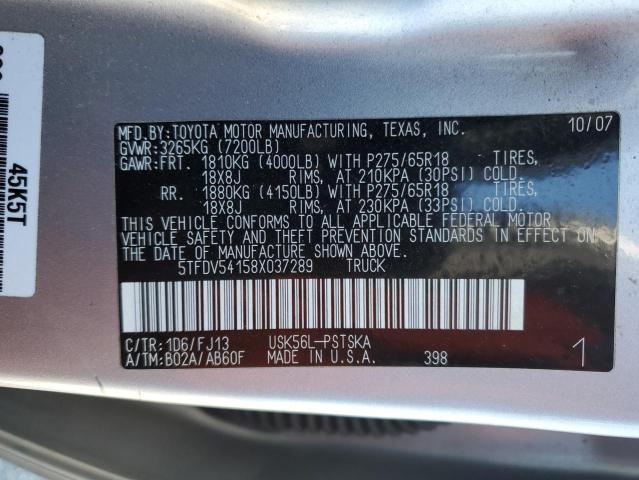 MFD.BY: TOYOTA MOTOR MANUFACTURING, TEXAS, INC. 10/07
GVWR: 3265KG (7200LB)
GAWR: FRT. 1810KG (4000LB) WITH P275/65R18 TIRES,
18X8J RIMS, AT 210KPA (30PSI) COLD.
RR. 1880KG (4150LB) WITH P275/65R18 TIRES,
18X8J RIMS, AT 230KPA (33PSI) COLD.
THIS VEHICLE CONFORMS TO ALL APPLICABLE FEDERAL MOTOR
VEHICLE SAFETY AND THEFT PREVENTION STANDARDS IN EFFECT ON
THE DATE OF MANUFACTURE SHOWN ABOVE.
5TFDV54158X037289 TRUCK
C/TR: 1D6/FJ13 USK56L-PSTSKA
A/TM: B02A/AB60F MADE IN U.S.A. 398 1
45K5T